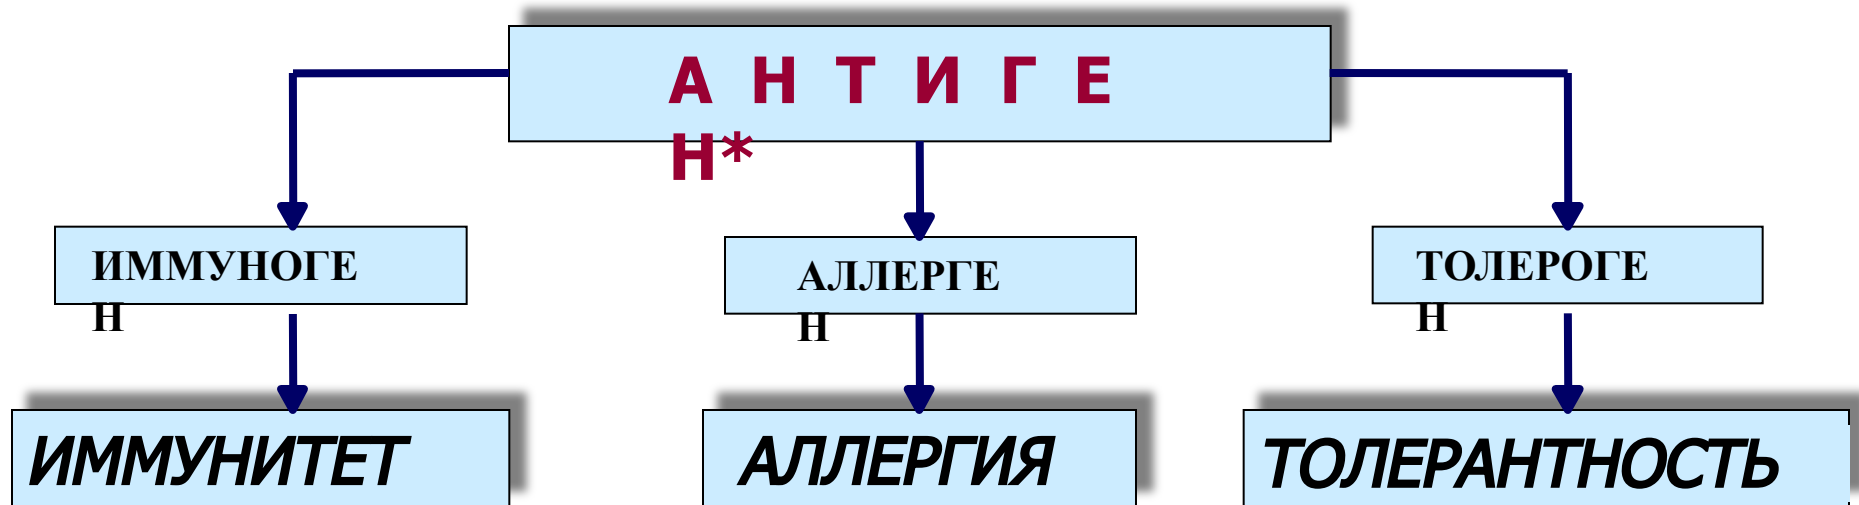 А Н Т И Г Е
Н*
ИММУНОГЕ
Н
АЛЛЕРГЕ
Н
ТОЛЕРОГЕ
Н
ИММУНИТЕТ
АЛЛЕРГИЯ
ТОЛЕРАНТНОСТЬ